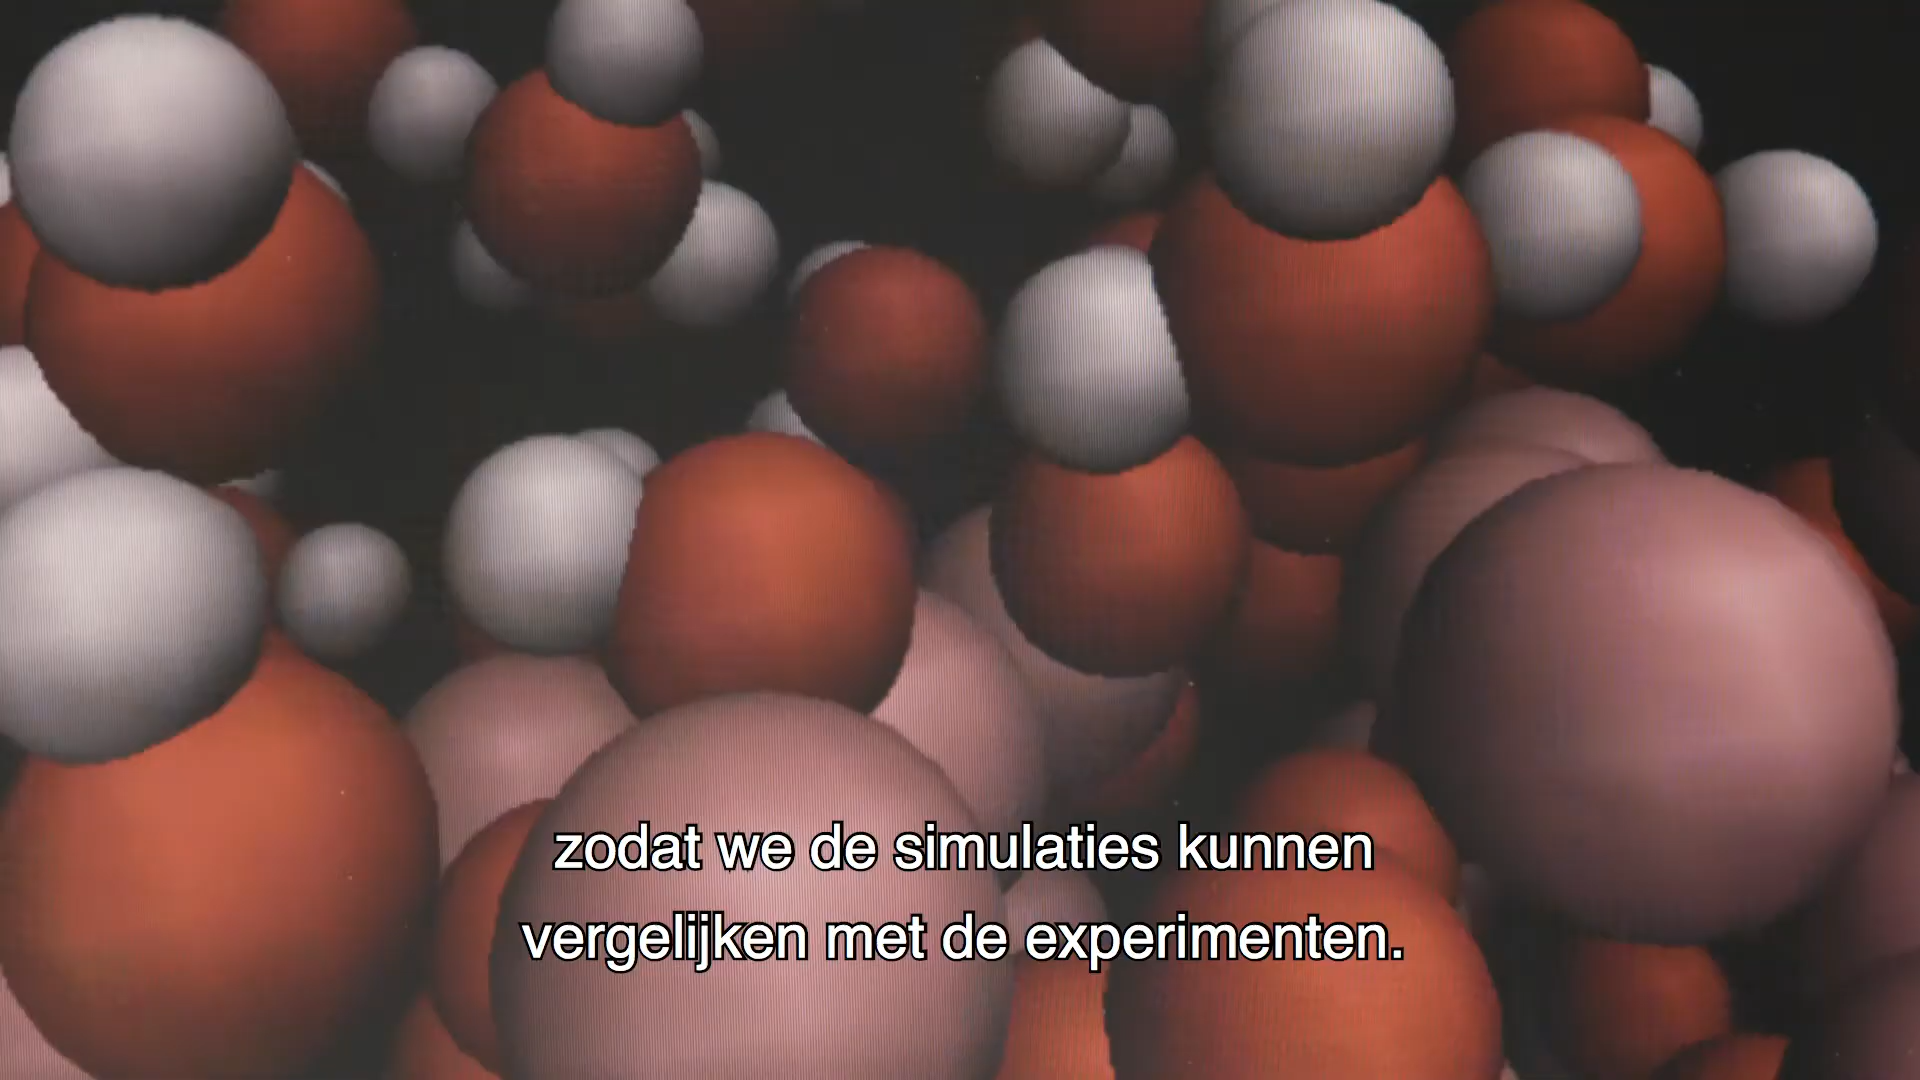 zodat we de simulaties kunnen
vergelijken met de experimenten.